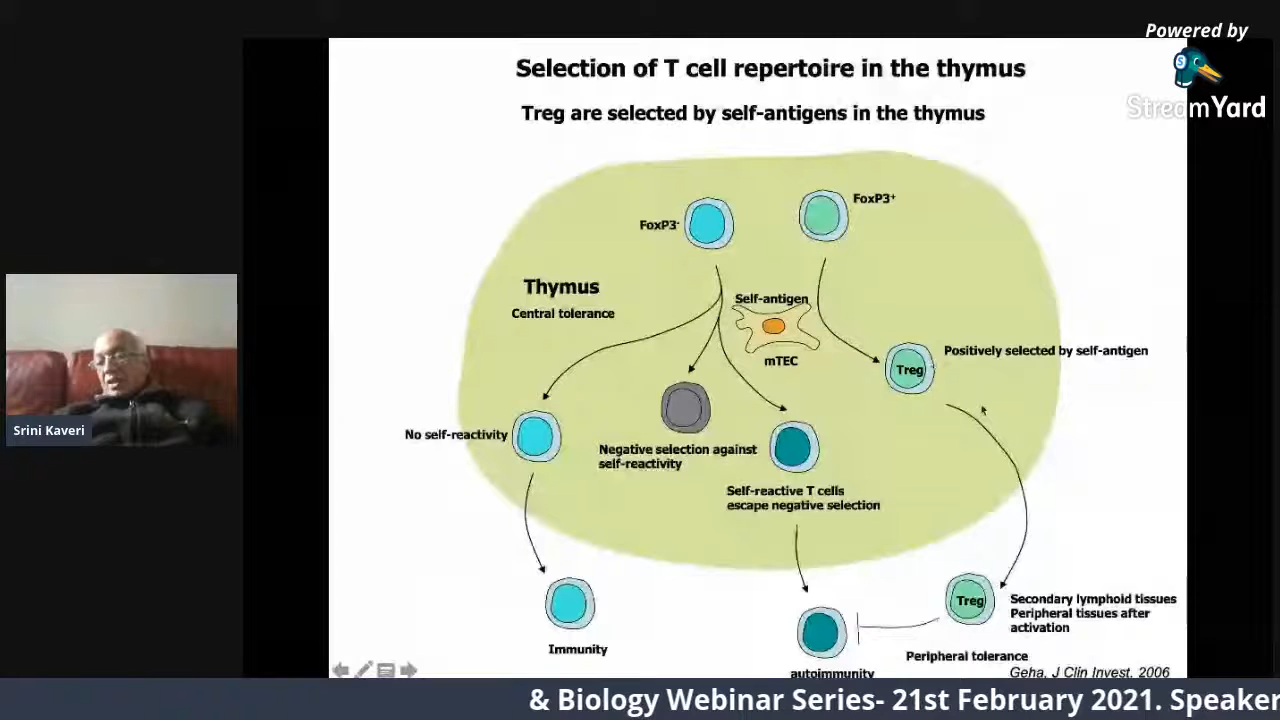 Powered by
StreamYard
Selection of T cell repertoire in the thymus
Treg are selected by self-antigens in the thymus
FoxP3-
FoxP3+
Thymus
Central tolerance
Self-antigen
mTEC
Treg
Positively selected by self-antigen
No self-reactivity
Negative selection against
self-reactivity
Self-reactive T cells
escape negative selection
Immunity
autoimmunity
Treg
Secondary lymphoid tissues
Peripheral tissues after
activation
Peripheral tolerance
Geha, J Clin Invest, 2006
Srini Kaveri
& Biology Webinar Series- 21st February 2021. Speaker